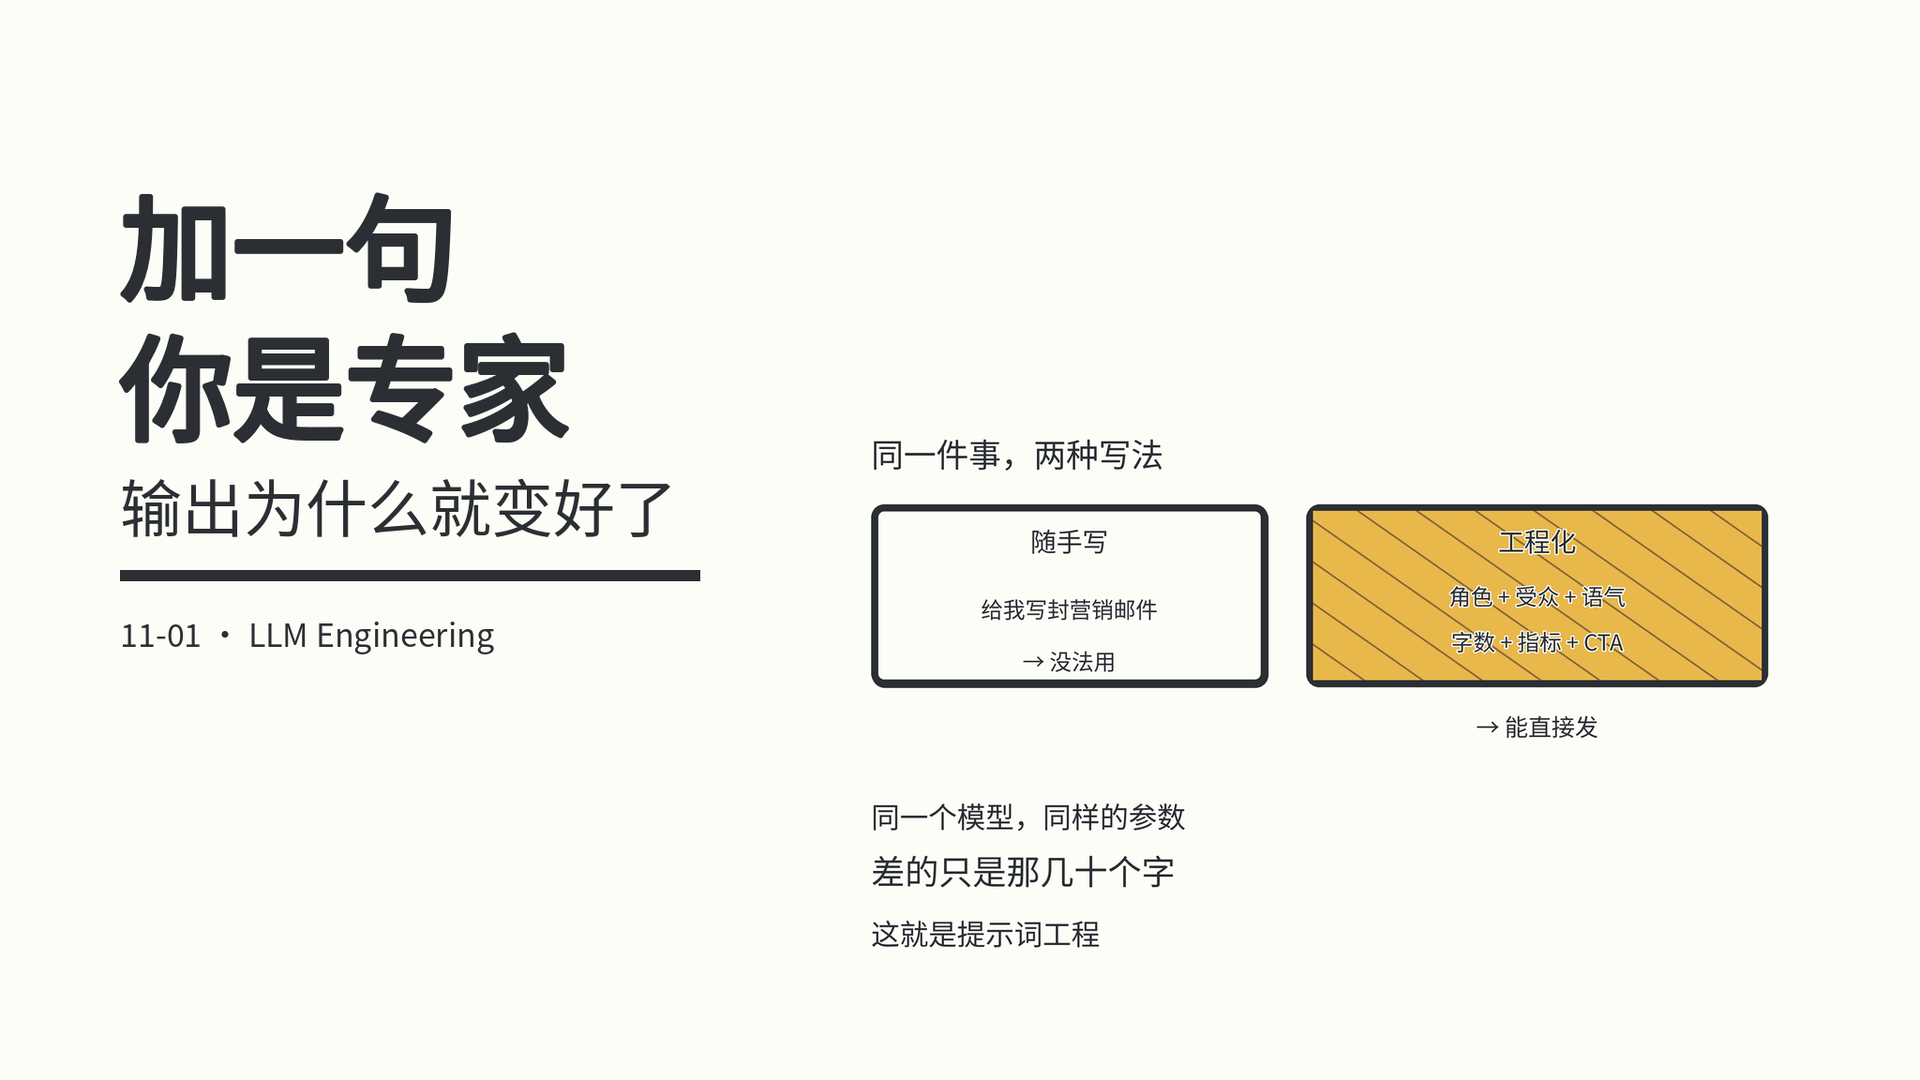 加一句
你是专家
输出为什么就变好了
11-01 · LLM Engineering
同一件事，两种写法
随手写
给我写封营销邮件
→ 没法用
工程化
角色 + 受众 + 语气
字数 + 指标 + CTA
→ 能直接发
同一个模型，同样的参数
差的只是那几十个字
这就是提示词工程